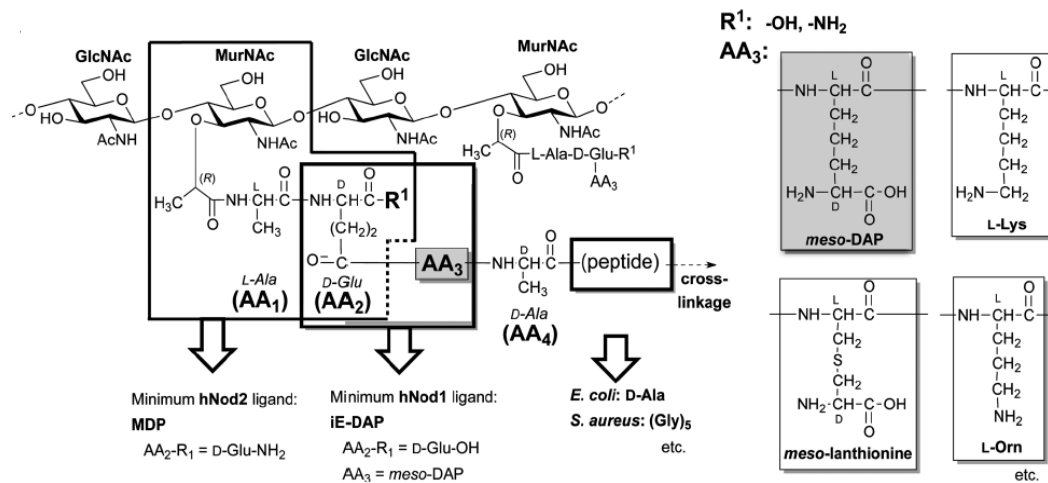 R¹: -OH, -NH₂
AA₃:
GlcNAc MurNAc GlcNAc MurNAc
OH OH OH OH
O O O O O O O O O
HO AcNH O NHAc HO NHAc O NHAc
(R) (R)
H₃C O NH-CH-C-NH-CH-C-R¹
L O D O
CH₃ (CH₂)₂
O=C AA₃ NH-CH-C (peptide)
D O
CH₃
H₃C O L-Ala-D-Glu-R¹
AA₃
L-Ala
(AA₁)
D-Glu
(AA₂)
D-Ala
(AA₄)
cross-
linkage
Minimum hNod2 ligand:
MDP
AA₂-R₁ = D-Glu-NH₂
Minimum hNod1 ligand:
iE-DAP
AA₂-R₁ = D-Glu-OH
AA₃ = meso-DAP
E. coli: D-Ala
S. aureus: (Gly)₅
etc.
L O
NH-CH-C
CH₂
CH₂
CH₂
H₂N-CH-C-OH
D O
meso-DAP
L O
NH-CH-C
CH₂
CH₂
CH₂
H₂N-CH₂
L-Lys
L O
NH-CH-C
CH₂
S
CH₂
NH₂-CH-C-OH
D O
meso-lanthionine
L O
NH-CH-C
CH₂
CH₂
CH₂
NH₂
L-Orn
etc.